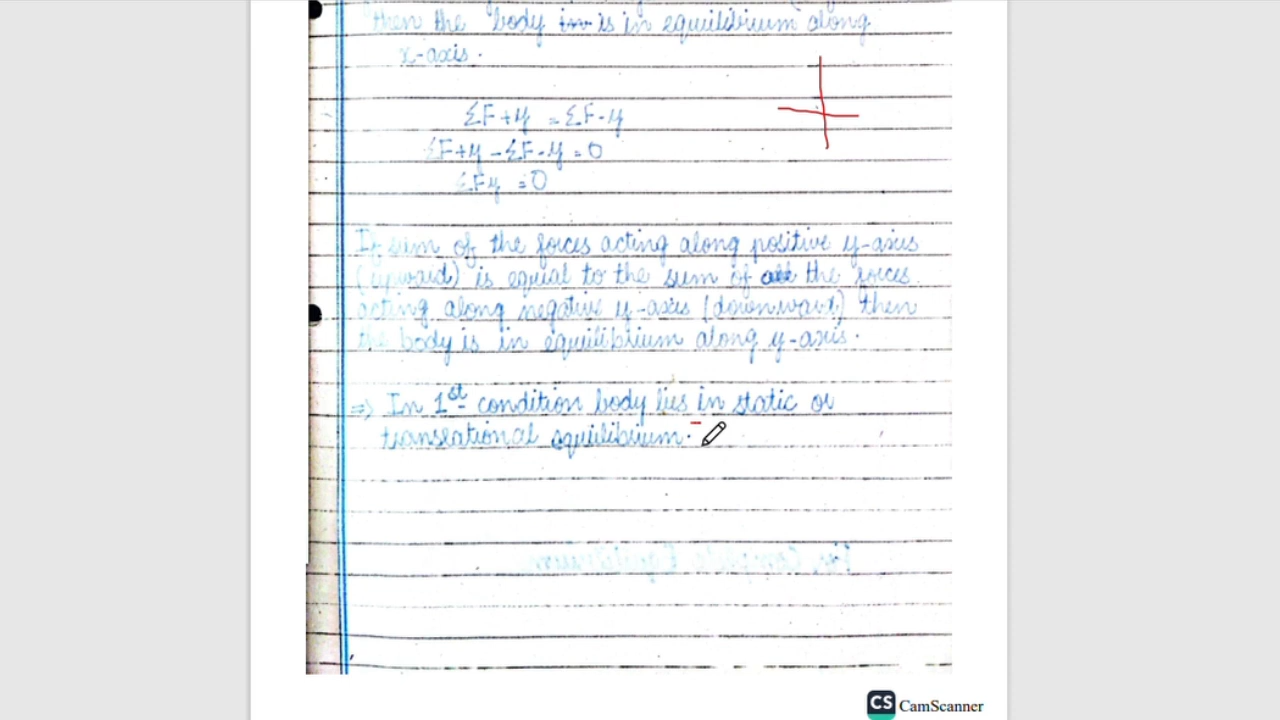 then the body in is in equilibrium along
x-axis.
ΣF+y = ΣF-y
ΣF+y - ΣF-y = 0
ΣFy = 0
If sum of the forces acting along positive y-axis
(upward) is equal to the sum of all the forces
acting along negative y-axis (downward) then
the body is in equilibrium along y-axis.
⇒ In 1st condition body lies in static or
translational equilibrium.
CS CamScanner